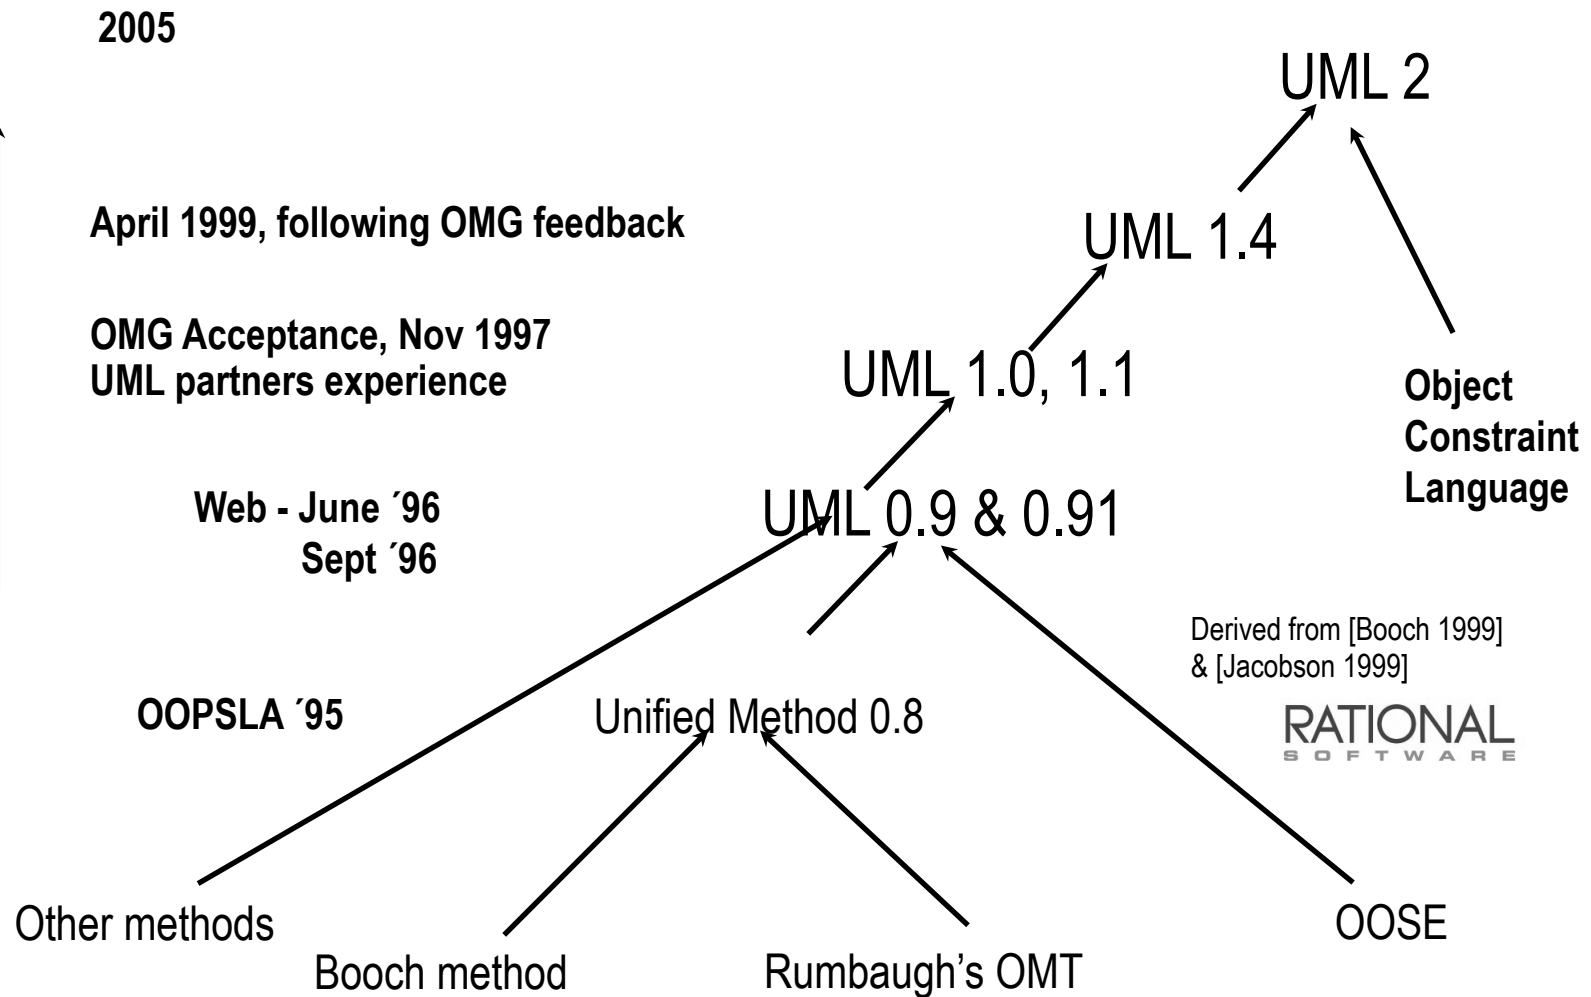 2005
UML 2
April 1999, following OMG feedback
UML 1.4
OMG Acceptance, Nov 1997
UML partners experience
UML 1.0, 1.1
Object
Constraint
Language
Web - June ´96
Sept ´96
UML 0.9 & 0.91
Derived from [Booch 1999]
& [Jacobson 1999]
OOPSLA ´95
Unified Method 0.8
RATIONAL
SOFTWARE
Other methods
Booch method
Rumbaugh’s OMT
OOSE